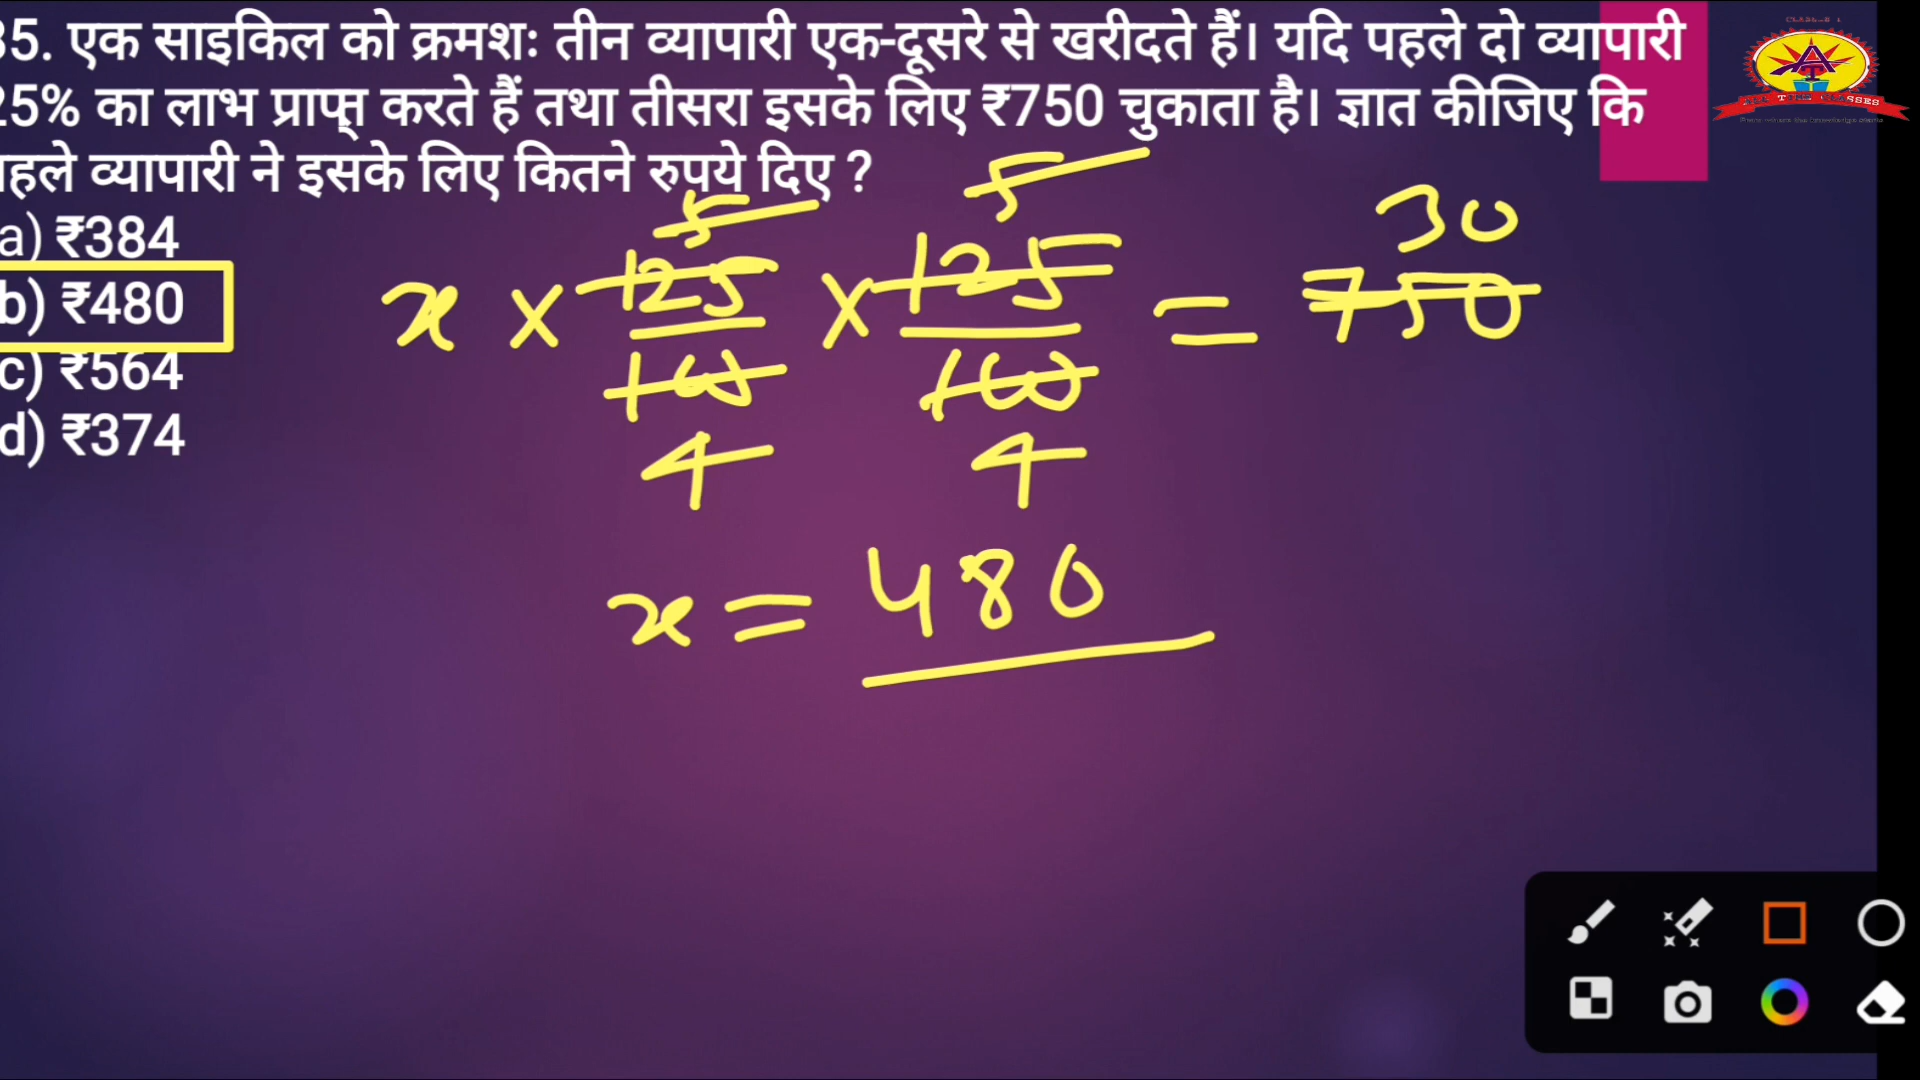 35. एक साइकिल को क्रमशः तीन व्यापारी एक-दूसरे से खरीदते हैं। यदि पहले दो व्यापारी
25% का लाभ प्राप्त् करते हैं तथा तीसरा इसके लिए ₹750 चुकाता है। ज्ञात कीजिए कि
पहले व्यापारी ने इसके लिए कितने रुपये दिए ?
a) ₹384
b) ₹480
c) ₹564
d) ₹374
5 5 30
x × 125/100 × 125/100 = 750
4 4
x = 480